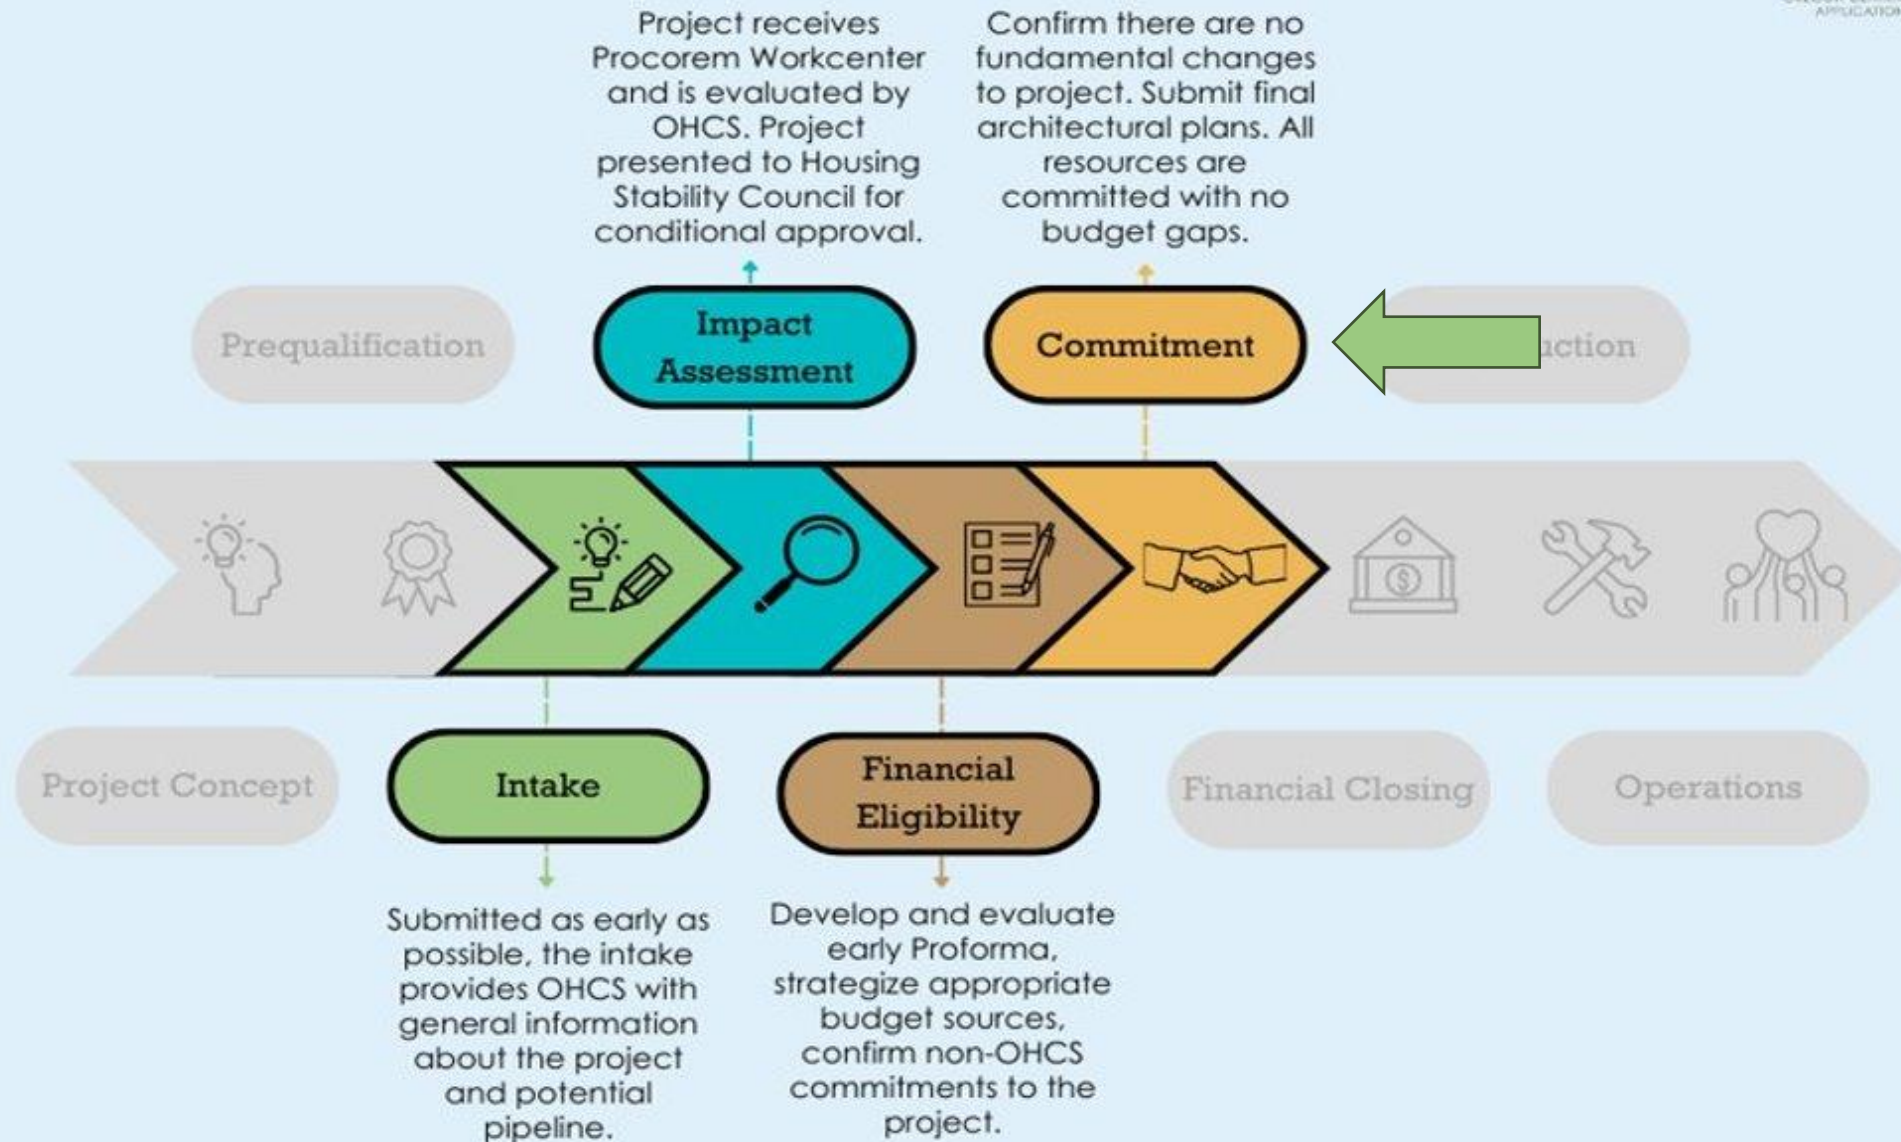 APPLICATION
Project receives
Procorem Workcenter
and is evaluated by
OHCS. Project
presented to Housing
Stability Council for
conditional approval.
Confirm there are no
fundamental changes
to project. Submit final
architectural plans. All
resources are
committed with no
budget gaps.
Prequalification
Impact
Assessment
Commitment
uction
$
Project Concept
Intake
Financial
Eligibility
Financial Closing
Operations
Submitted as early as
possible, the intake
provides OHCS with
general information
about the project
and potential
pipeline.
Develop and evaluate
early Proforma,
strategize appropriate
budget sources,
confirm non-OHCS
commitments to the
project.